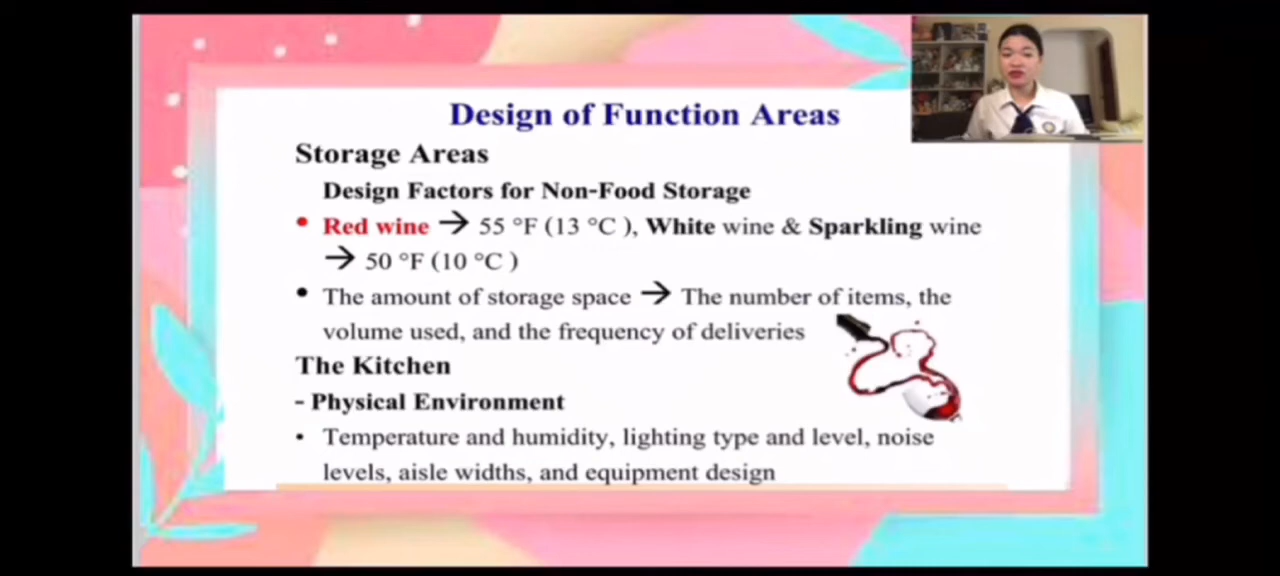 Design of Function Areas
Storage Areas
Design Factors for Non-Food Storage
• Red wine → 55 °F (13 °C ), White wine & Sparkling wine
→ 50 °F (10 °C )
• The amount of storage space → The number of items, the
volume used, and the frequency of deliveries
The Kitchen
- Physical Environment
• Temperature and humidity, lighting type and level, noise
levels, aisle widths, and equipment design